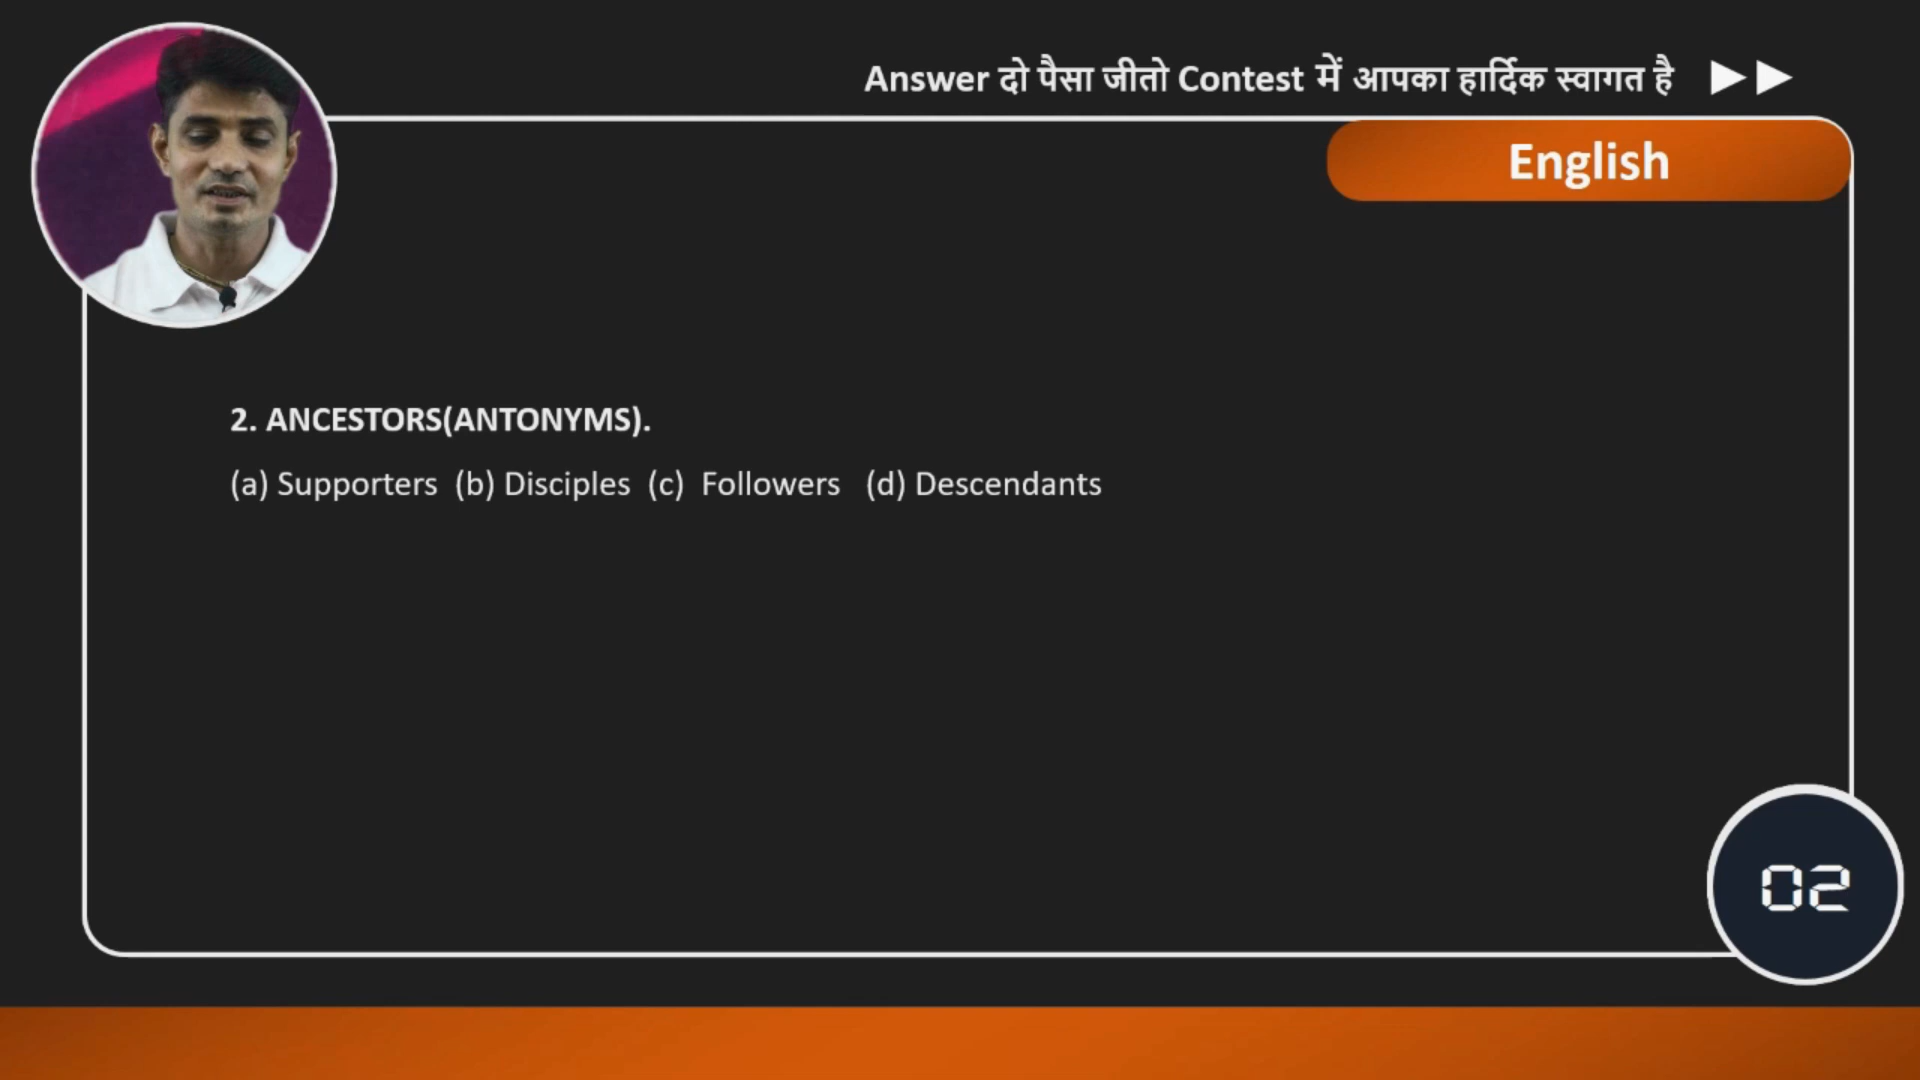 Answer दो पैसा जीतो Contest में आपका हार्दिक स्वागत है
English
2. ANCESTORS(ANTONYMS).
(a) Supporters (b) Disciples (c) Followers (d) Descendants
02